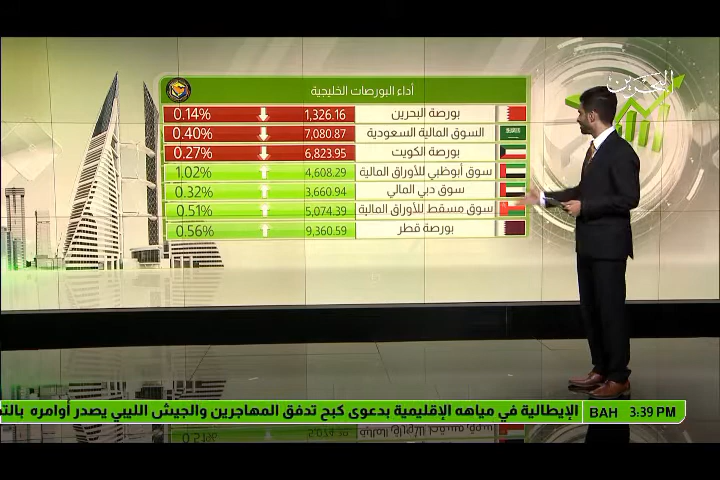 أداء البورصات الخليجية
البحرين
بورصة البحرين 1,326.16 0.14%
السوق المالية السعودية 7,080.87 0.40%
بورصة الكويت 6,823.95 0.27%
سوق أبوظبي للأوراق المالية 4,608.29 1.02%
سوق دبي المالي 3,660.94 0.32%
سوق مسقط للأوراق المالية 5,074.39 0.51%
بورصة قطر 9,360.59 0.56%
الإيطالية في مياهه الإقليمية بدعوى كبح تدفق المهاجرين والجيش الليبي يصدر أوامره
BAH 3:39 PM